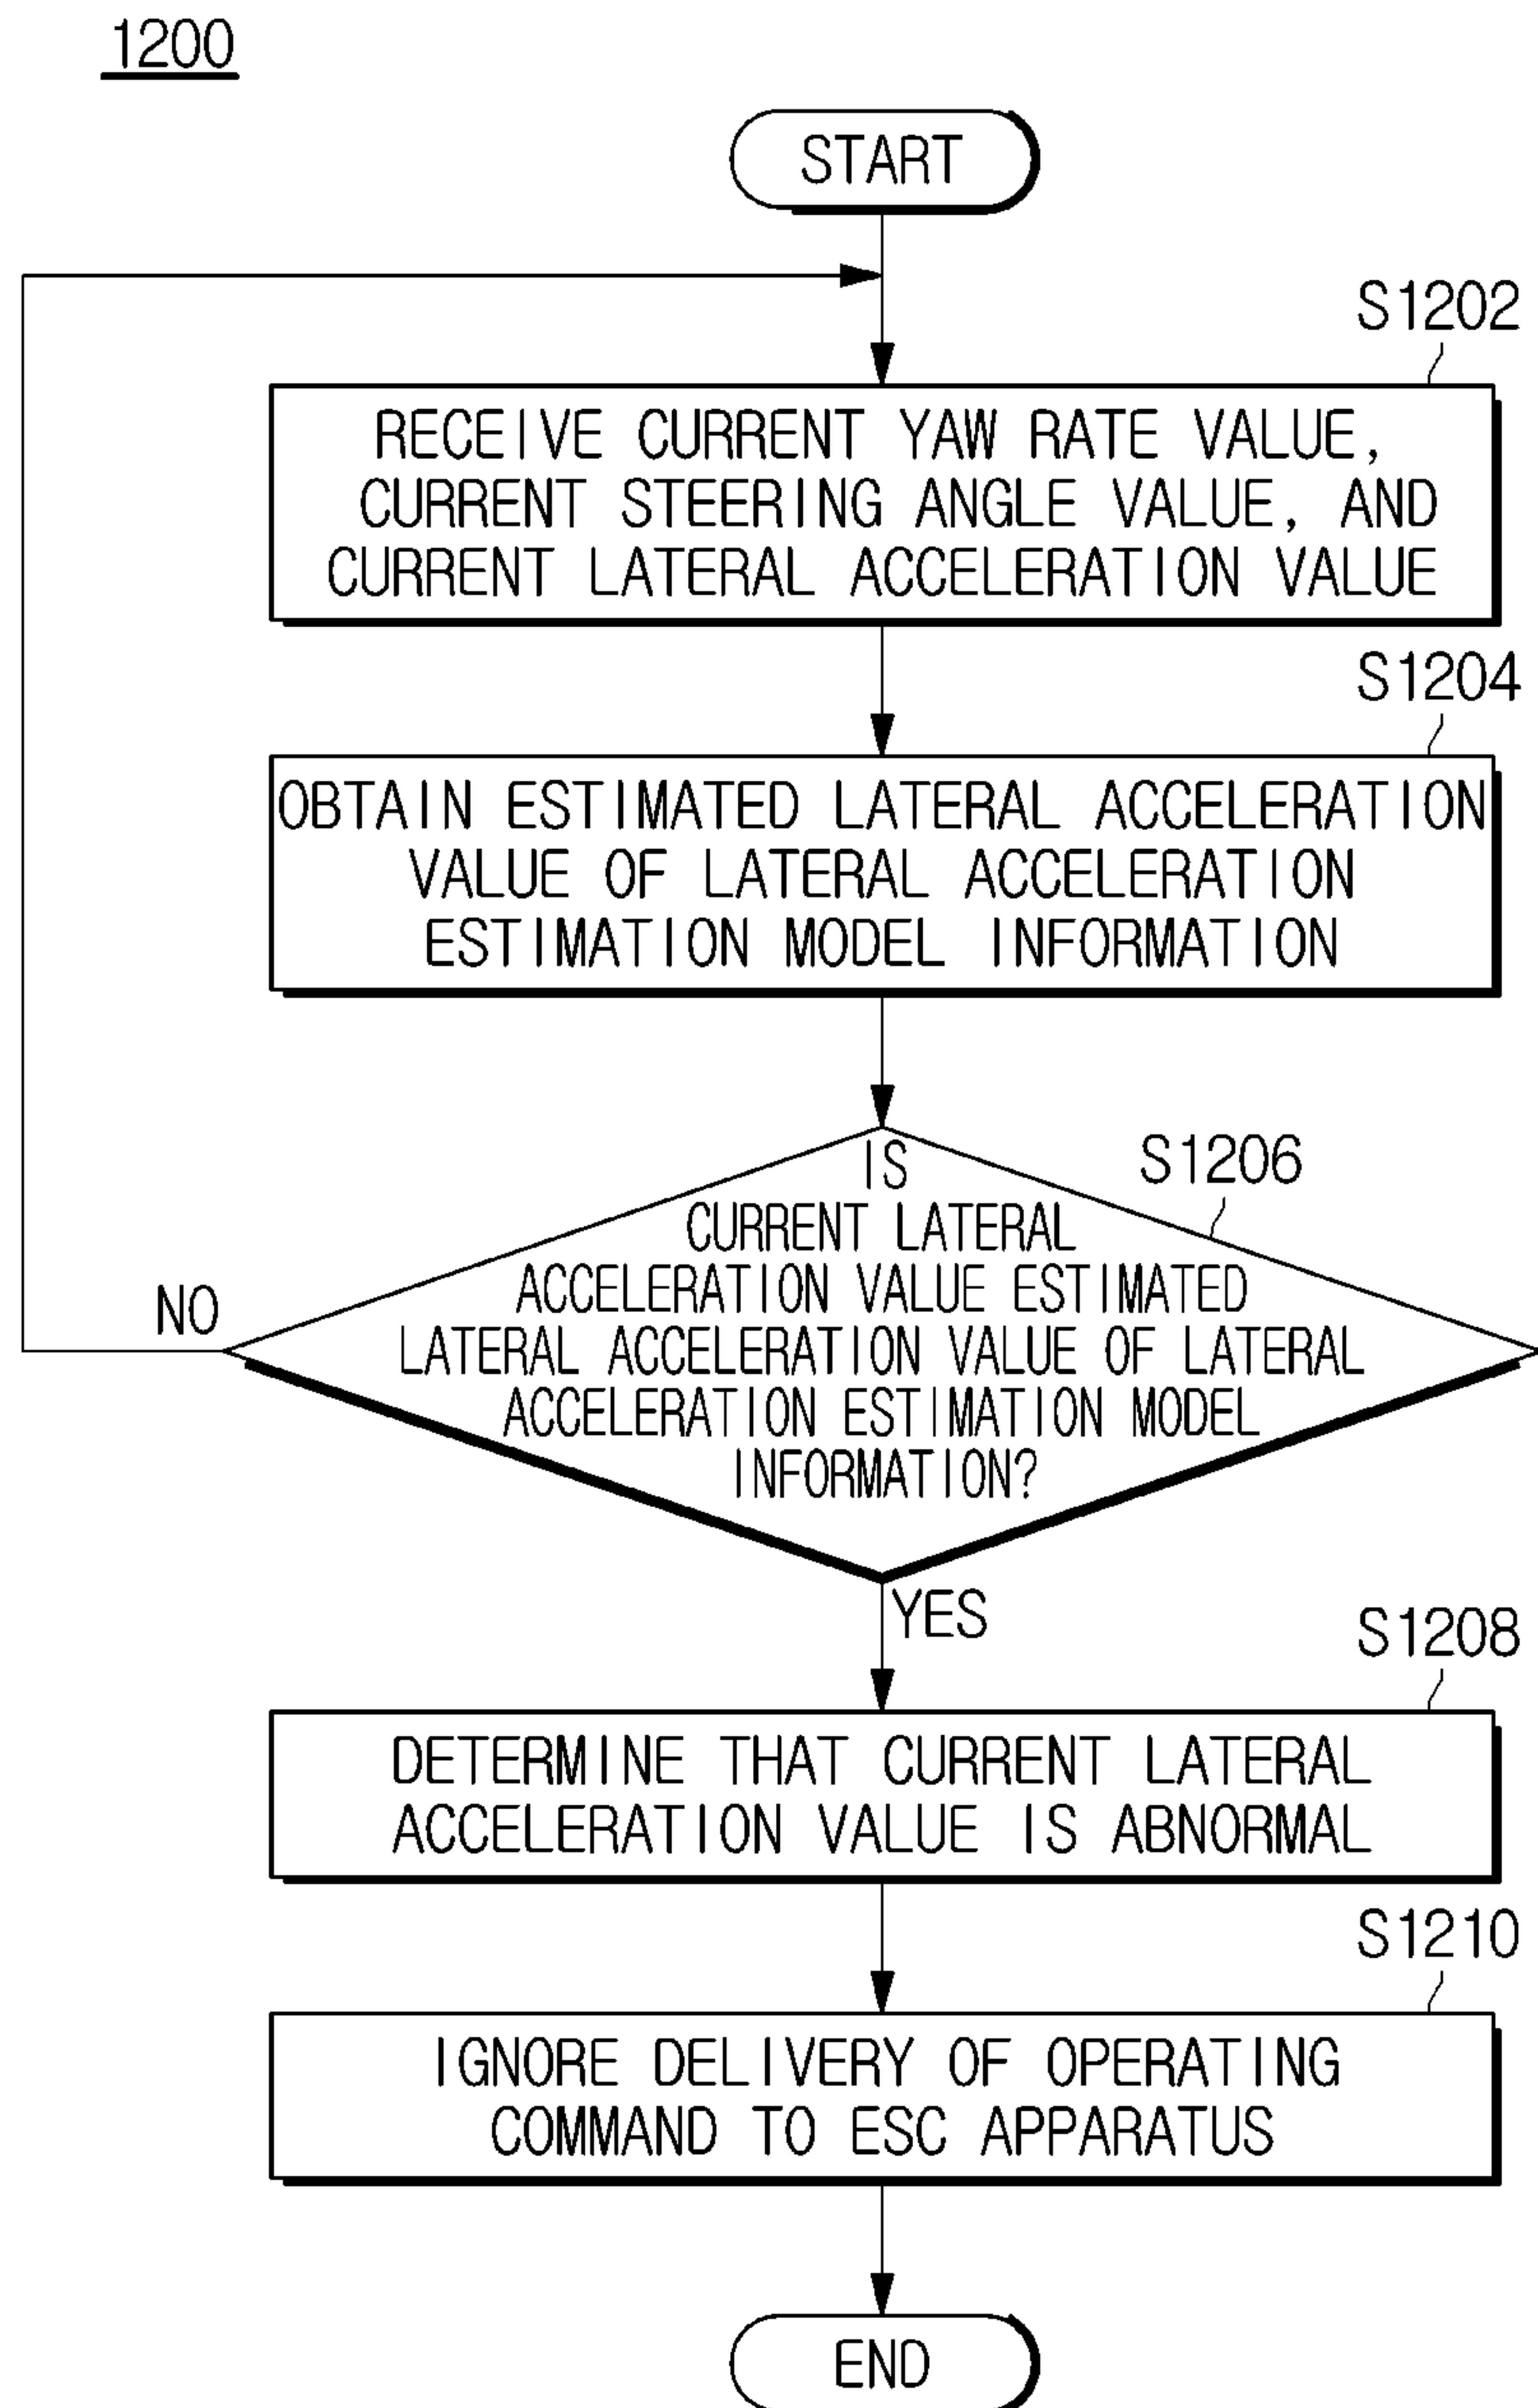 1200
START
S1202
RECEIVE CURRENT YAW RATE VALUE,
CURRENT STEERING ANGLE VALUE, AND
CURRENT LATERAL ACCELERATION VALUE
S1204
OBTAIN ESTIMATED LATERAL ACCELERATION
VALUE OF LATERAL ACCELERATION
ESTIMATION MODEL INFORMATION
S1206
IS
CURRENT LATERAL
ACCELERATION VALUE ESTIMATED
LATERAL ACCELERATION VALUE OF LATERAL
ACCELERATION ESTIMATION MODEL
INFORMATION?
NO
YES
S1208
DETERMINE THAT CURRENT LATERAL
ACCELERATION VALUE IS ABNORMAL
S1210
IGNORE DELIVERY OF OPERATING
COMMAND TO ESC APPARATUS
END